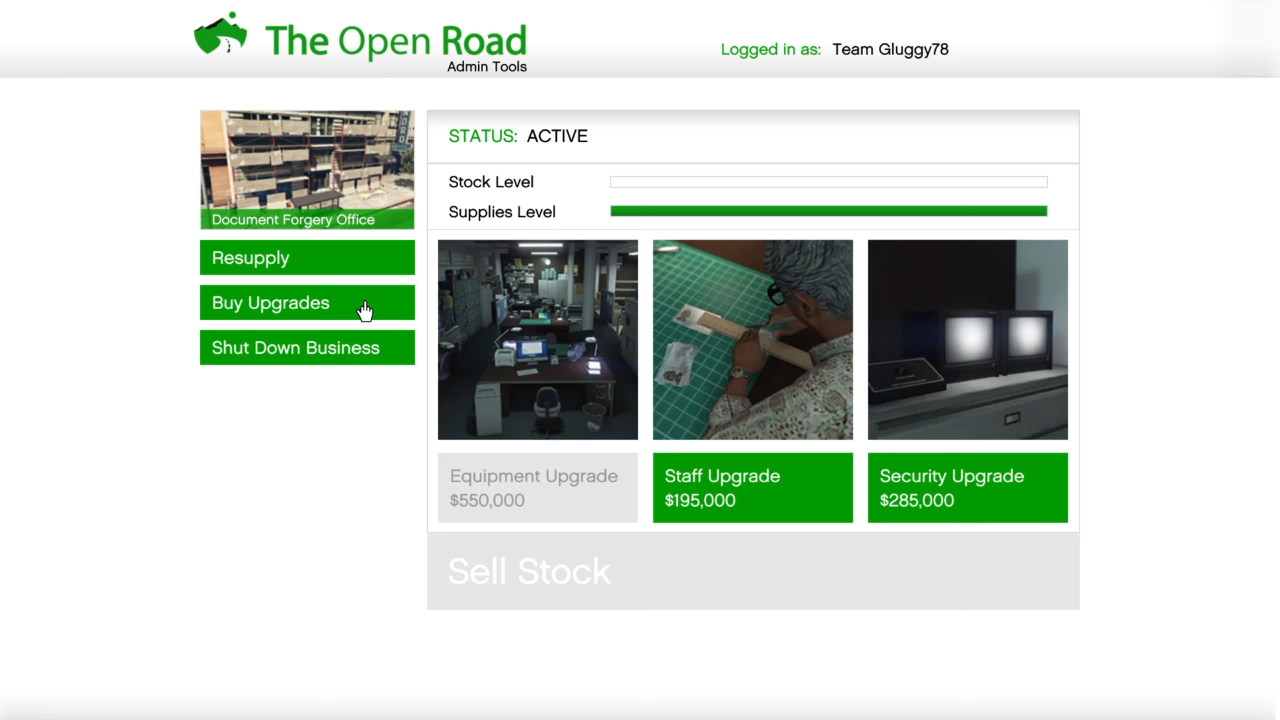 The Open Road
Admin Tools
Logged in as: Team Gluggy78
Document Forgery Office
Resupply
Buy Upgrades
Shut Down Business
STATUS: ACTIVE
Stock Level
Supplies Level
Equipment Upgrade
$550,000
Staff Upgrade
$195,000
Security Upgrade
$285,000
Sell Stock